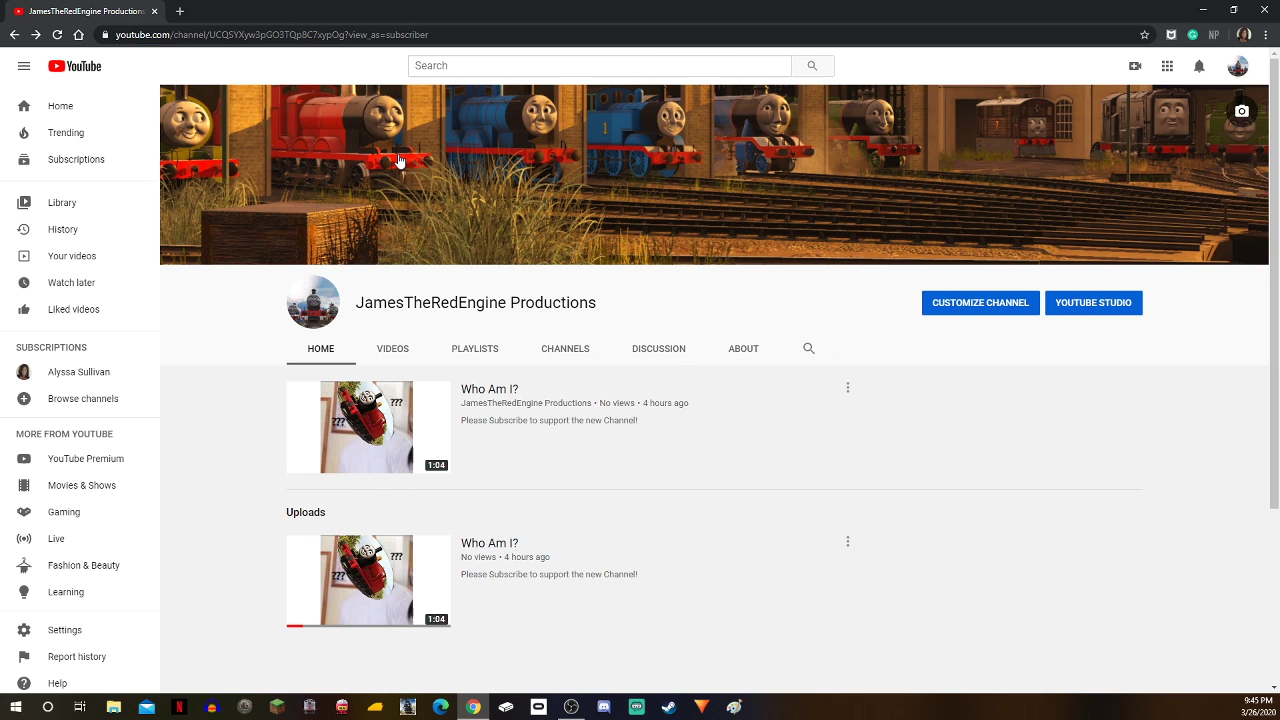 JamesTheRedEngine Productions
youtube.com/channel/UCQSYXyw3pGO3TQp8C7xypOg?view_as=subscriber
NP
YouTube
Search
Home
Trending
Subscriptions
Library
History
Your videos
Watch later
Liked videos
SUBSCRIPTIONS
Alyssa Sullivan
Browse channels
MORE FROM YOUTUBE
YouTube Premium
Movies & Shows
Gaming
Live
Fashion & Beauty
Learning
Settings
Report history
Help
1
JamesTheRedEngine Productions
CUSTOMIZE CHANNEL
YOUTUBE STUDIO
HOME
VIDEOS
PLAYLISTS
CHANNELS
DISCUSSION
ABOUT
???
???
1:04
Who Am I?
JamesTheRedEngine Productions • No views • 4 hours ago
Please Subscribe to support the new Channel!
Uploads
???
???
1:04
Who Am I?
No views • 4 hours ago
Please Subscribe to support the new Channel!
9:45 PM
3/26/2020